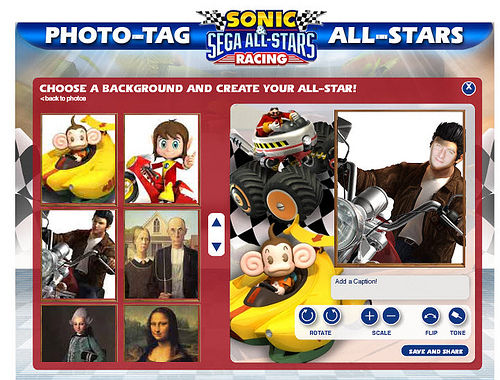 PHOTO-TAG
SONIC
&
SEGA ALL-STARS
RACING
ALL-STARS
CHOOSE A BACKGROUND AND CREATE YOUR ALL-STAR!
< back to photos
X
Add a Caption!
ROTATE
SCALE
FLIP
TONE
SAVE AND SHARE